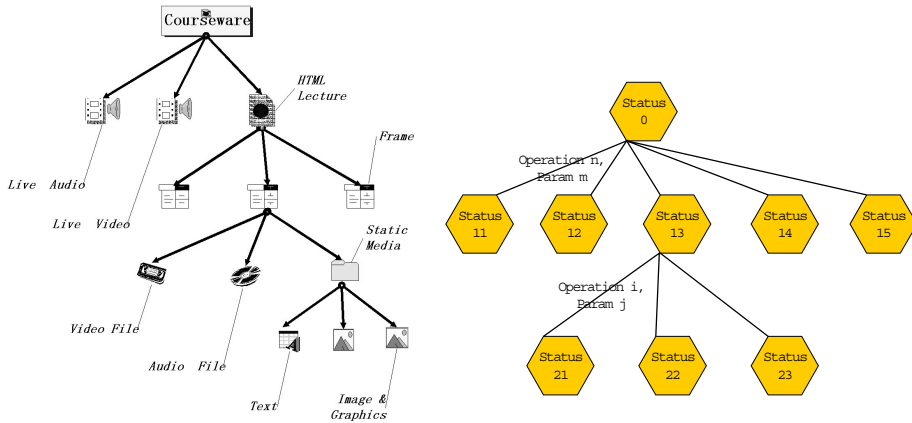 Courseware
HTML
Lecture
Frame
Live Audio
Live Video
Static
Media
Video File
Audio File
Text
Image &
Graphics
Status
0
Operation n,
Param m
Status
11
Status
12
Status
13
Status
14
Status
15
Operation i,
Param j
Status
21
Status
22
Status
23